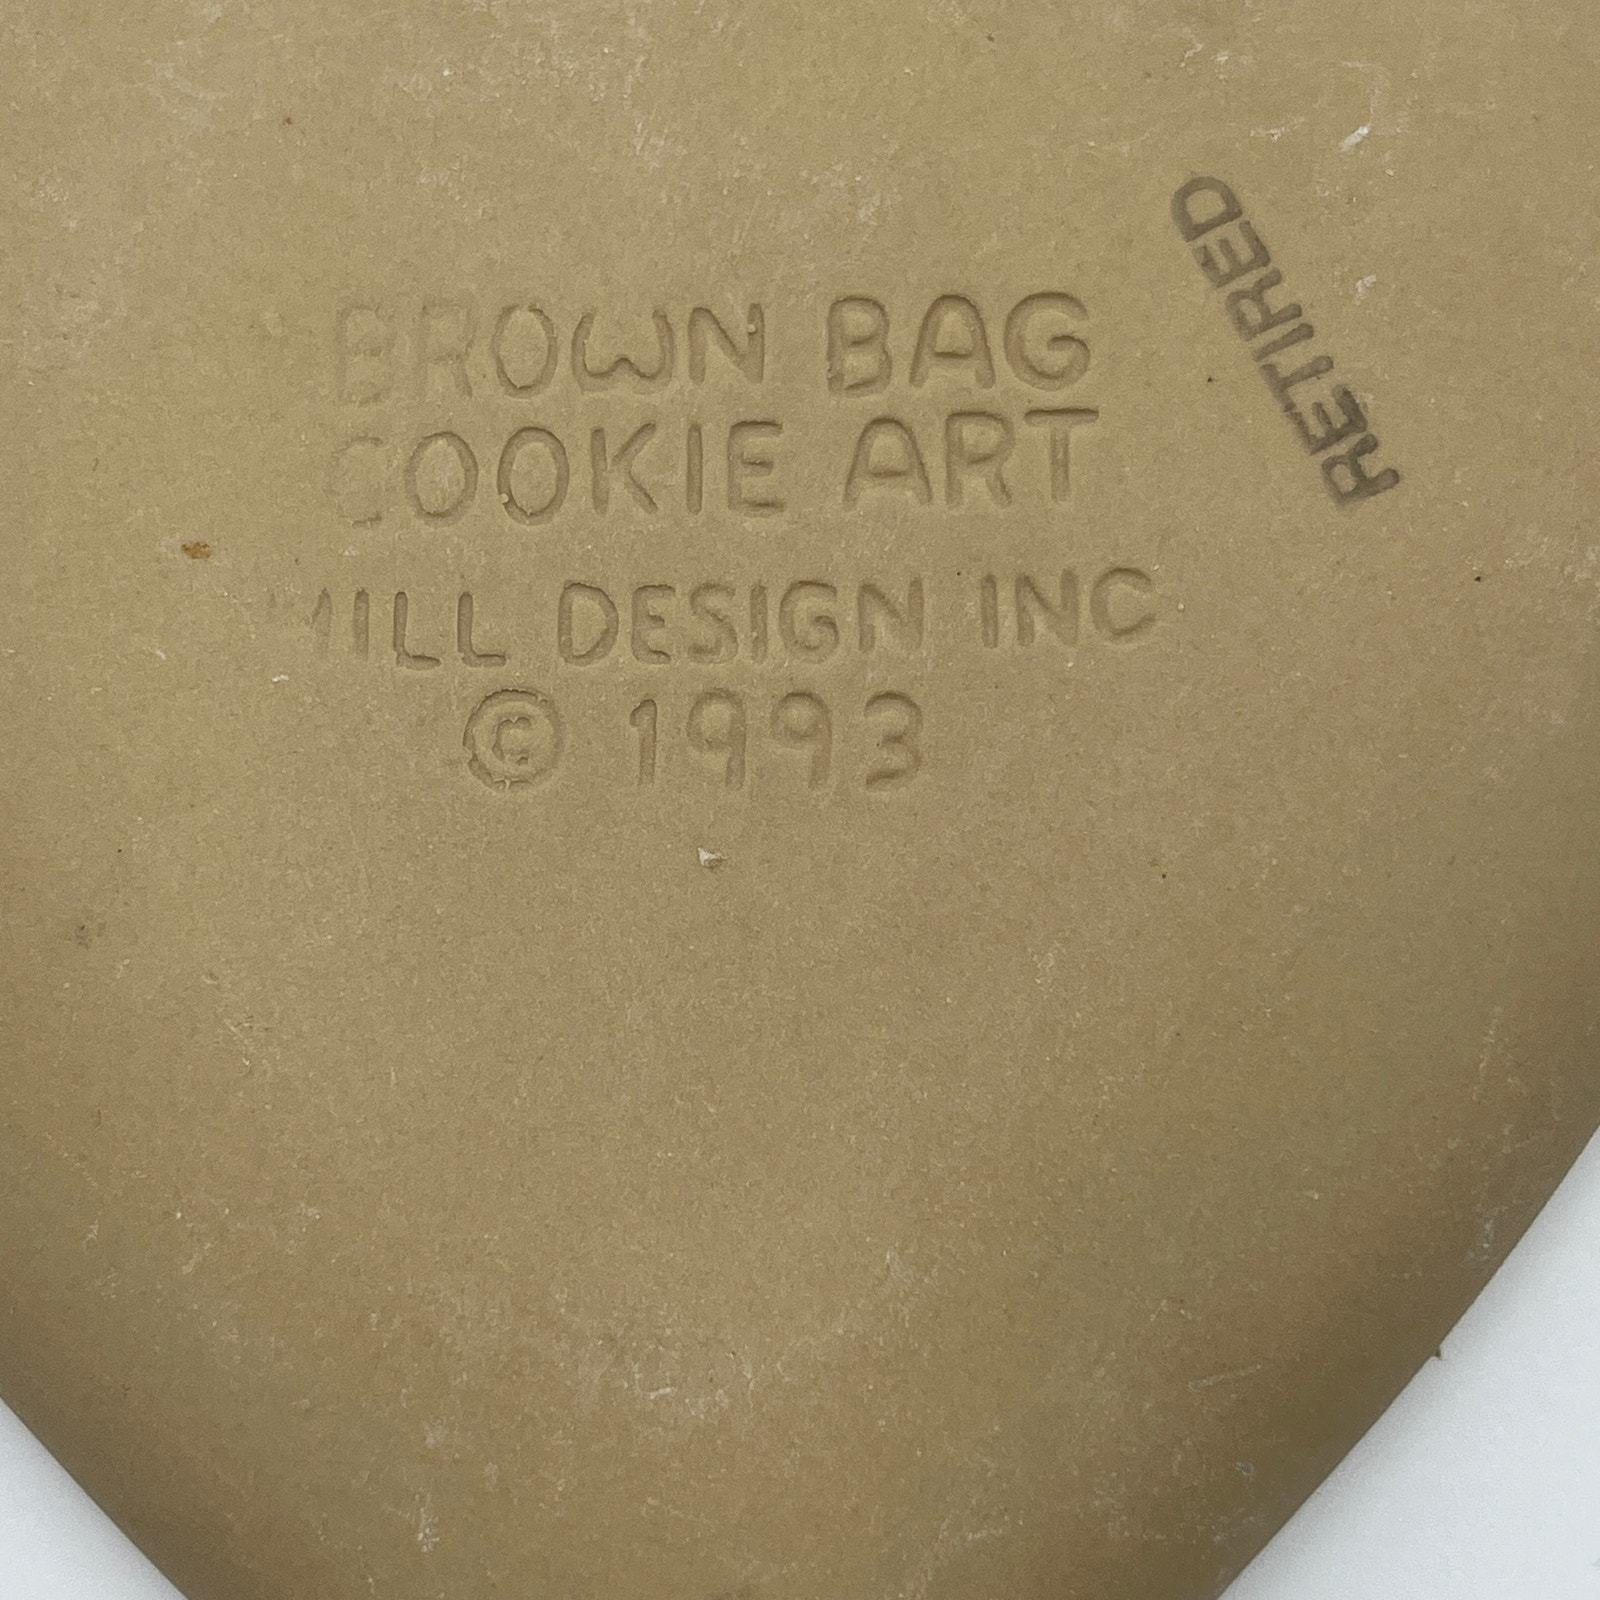 BROWN BAG
COOKIE ART
HILL DESIGN INC
© 1993
RETIRED